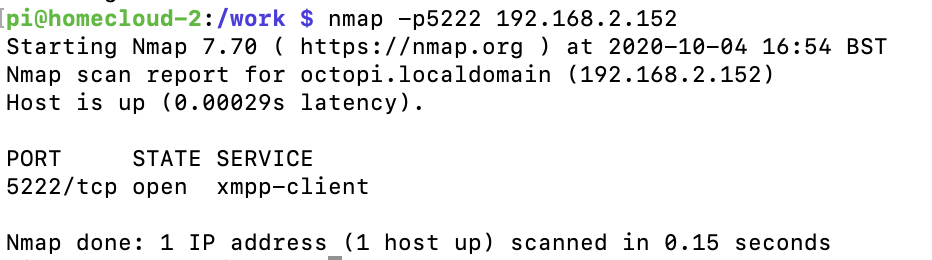 pi@homecloud-2:/work $ nmap -p5222 192.168.2.152
Starting Nmap 7.70 ( https://nmap.org ) at 2020-10-04 16:54 BST
Nmap scan report for octopi.localdomain (192.168.2.152)
Host is up (0.00029s latency).
PORT     STATE SERVICE
5222/tcp open  xmpp-client
Nmap done: 1 IP address (1 host up) scanned in 0.15 seconds